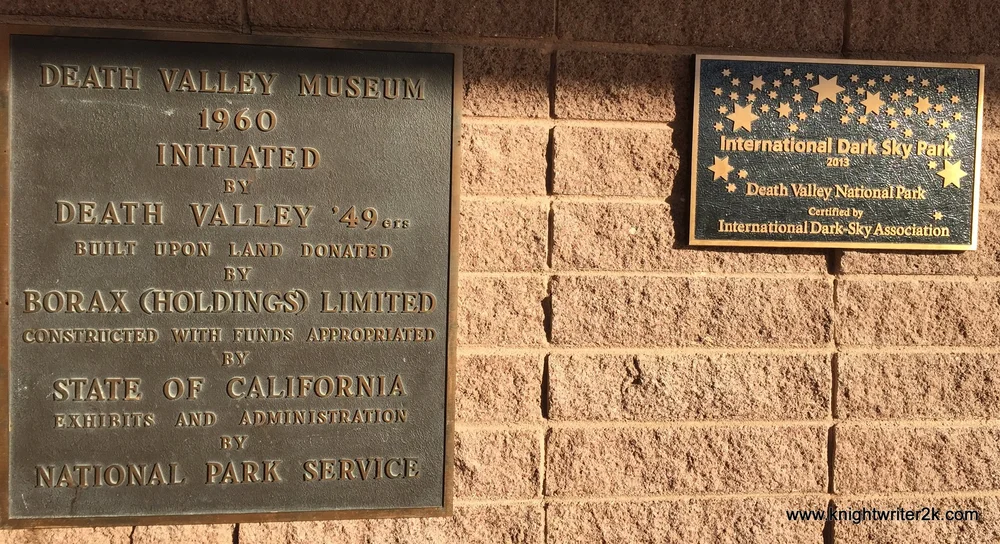 DEATH VALLEY MUSEUM
1960
INITIATED
BY
DEATH VALLEY '49ers
BUILT UPON LAND DONATED
BY
BORAX (HOLDINGS) LIMITED
CONSTRUCTED WITH FUNDS APPROPRIATED
BY
STATE OF CALIFORNIA
EXHIBITS AND ADMINISTRATION
BY
NATIONAL PARK SERVICE
International Dark Sky Park
2013
Death Valley National Park
Certified by
International Dark-Sky Association
www.knightwriter2k.com